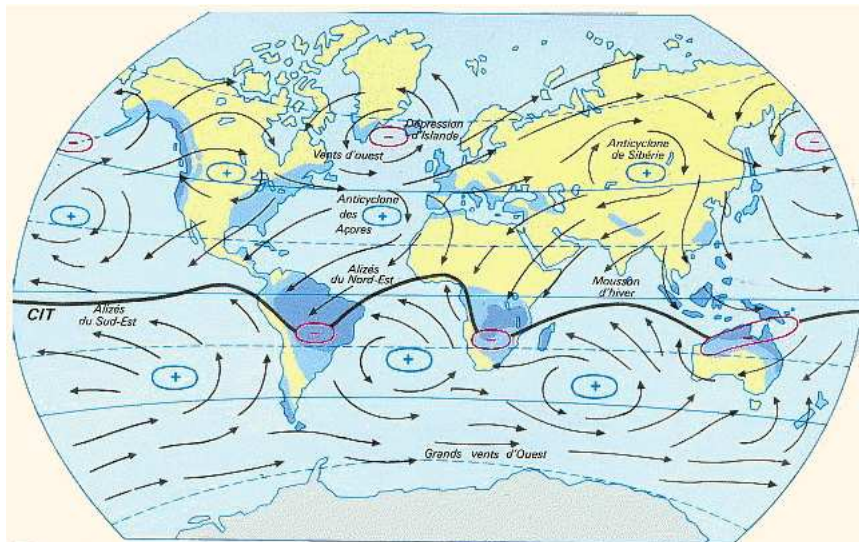 Dépression
d'Islande
Vents d'ouest
Anticyclone
de Sibérie
Anticyclone
des
Açores
Alizés
du Nord-Est
Mousson
d'hiver
CIT
Alizés
du Sud-Est
Grands vents d'Ouest